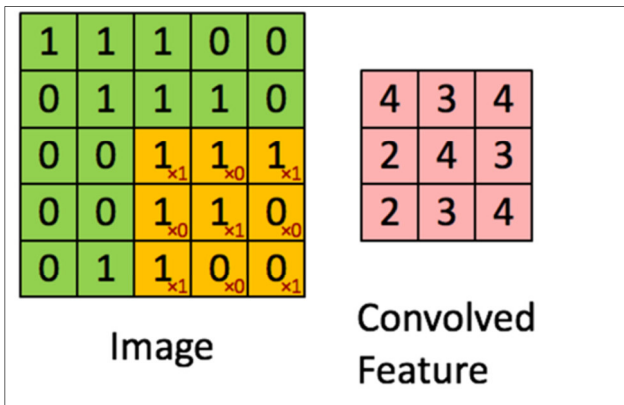 1 1 1 0 0
0 1 1 1 0 4 3 4
0 0 1×1 1×0 1×1 2 4 3
0 0 1×0 1×1 0×0 2 3 4
0 1 1×1 0×0 0×1
Image
Convolved
Feature